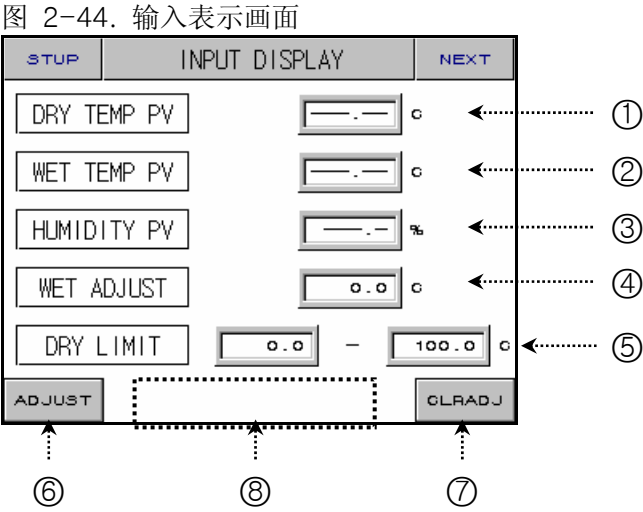 图 2-44. 输入表示画面
STUP INPUT DISPLAY NEXT
DRY TEMP PV ——.—— C ①
WET TEMP PV ——.—— C ②
HUMIDITY PV ——.— % ③
WET ADJUST 0.0 C ④
DRY LIMIT 0.0 — 100.0 C ⑤
ADJUST CLRADJ
⑥ ⑧ ⑦